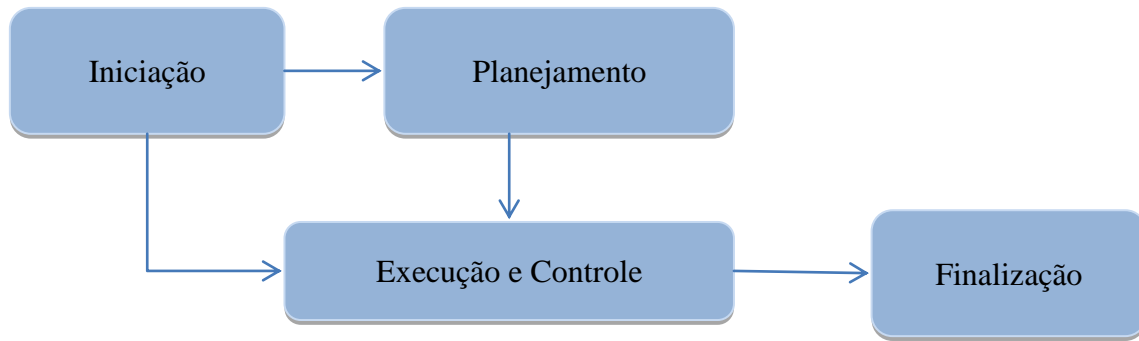 Iniciação
Planejamento
Execução e Controle
Finalização